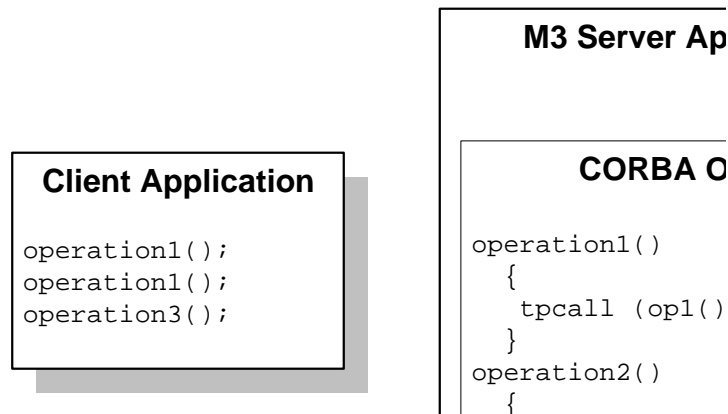 M3 Server Ap
Client Application
operation1();
operation1();
operation3();
CORBA O
operation1()
{
tpcall (op1()
}
operation2()
{